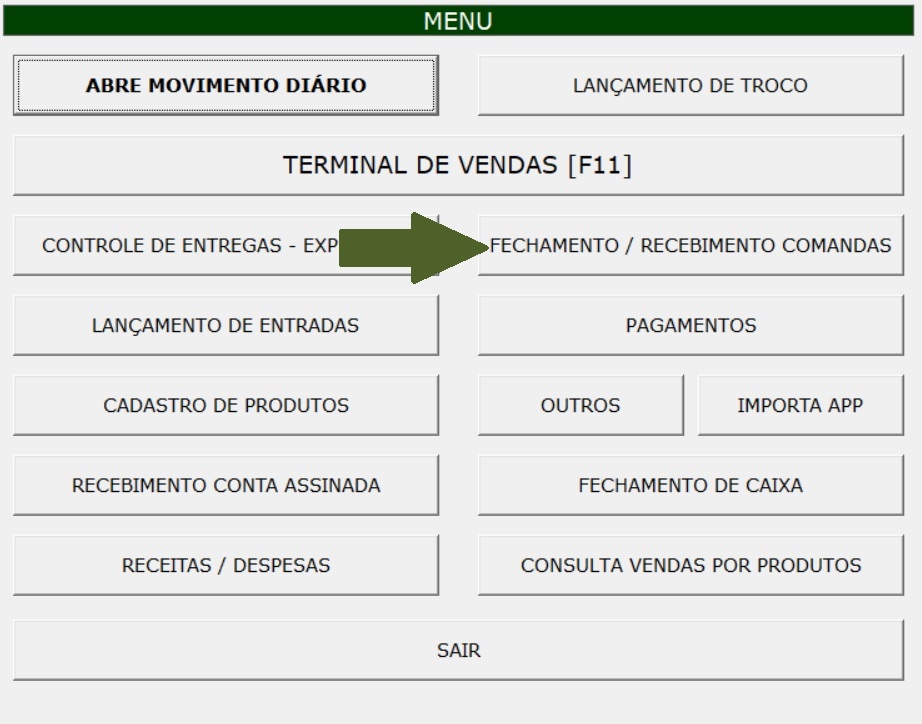 MENU
ABRE MOVIMENTO DIÁRIO
LANÇAMENTO DE TROCO
TERMINAL DE VENDAS [F11]
CONTROLE DE ENTREGAS - EXP
FECHAMENTO / RECEBIMENTO COMANDAS
LANÇAMENTO DE ENTRADAS
PAGAMENTOS
CADASTRO DE PRODUTOS
OUTROS
IMPORTA APP
RECEBIMENTO CONTA ASSINADA
FECHAMENTO DE CAIXA
RECEITAS / DESPESAS
CONSULTA VENDAS POR PRODUTOS
SAIR